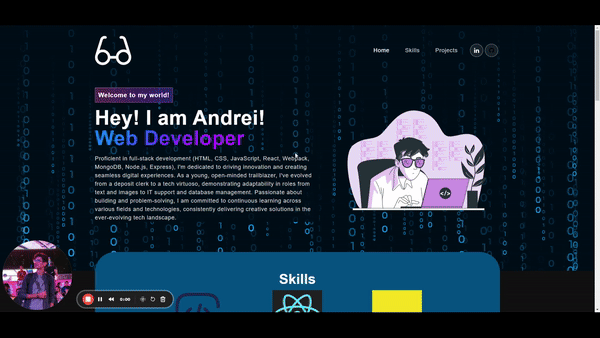 Home Skills Projects in
Welcome to my world!
Hey! I am Andrei!
Web Developer
Proficient in full-stack development (HTML, CSS, JavaScript, React, Webpack,
MongoDB, Node.js, Express), I'm dedicated to driving innovation and creating
seamless digital experiences. As a young, open-minded trailblazer, I've evolved
from a deposit clerk to a tech virtuoso, demonstrating adaptability in roles from
text and images to IT support and database management. Passionate about
building and problem-solving, I am committed to continuous learning across
various fields and technologies, consistently delivering creative solutions in the
ever-evolving tech landscape.
</>
Skills
</>
0:00